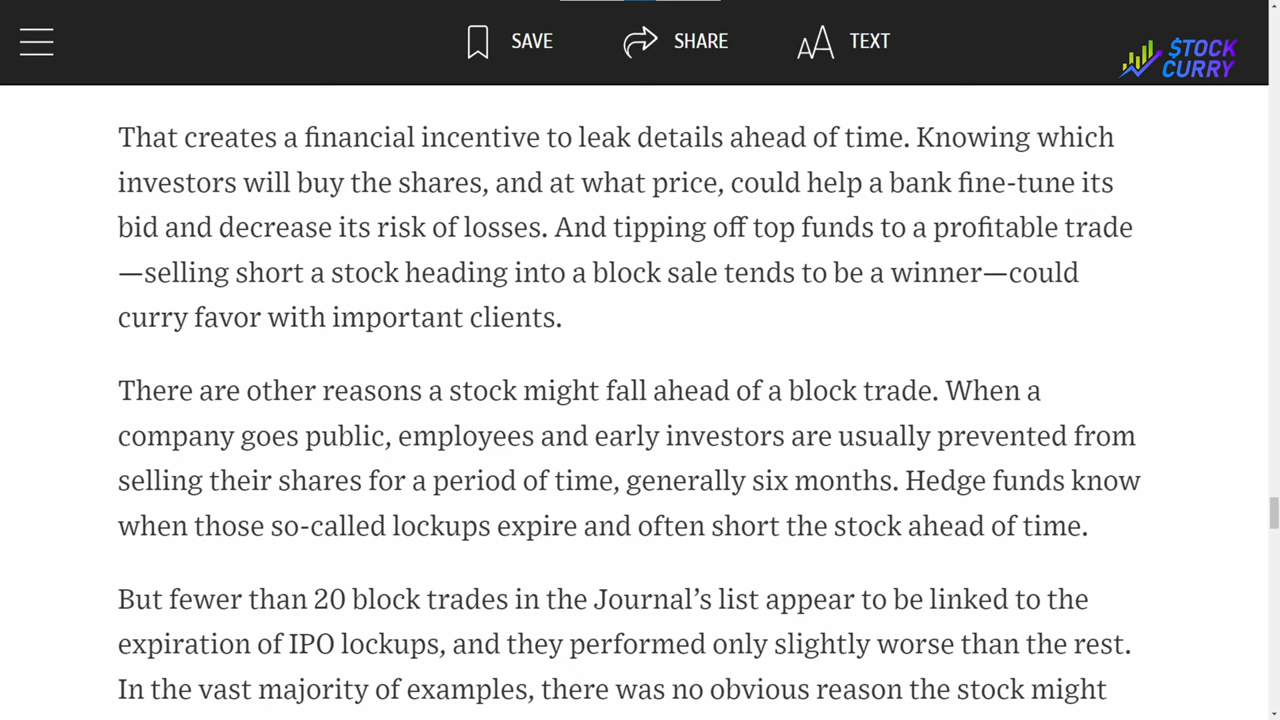 SAVE
SHARE
TEXT
$TOCK
CURRY
That creates a financial incentive to leak details ahead of time. Knowing which
investors will buy the shares, and at what price, could help a bank fine-tune its
bid and decrease its risk of losses. And tipping off top funds to a profitable trade
—selling short a stock heading into a block sale tends to be a winner—could
curry favor with important clients.
There are other reasons a stock might fall ahead of a block trade. When a
company goes public, employees and early investors are usually prevented from
selling their shares for a period of time, generally six months. Hedge funds know
when those so-called lockups expire and often short the stock ahead of time.
But fewer than 20 block trades in the Journal’s list appear to be linked to the
expiration of IPO lockups, and they performed only slightly worse than the rest.
In the vast majority of examples, there was no obvious reason the stock might